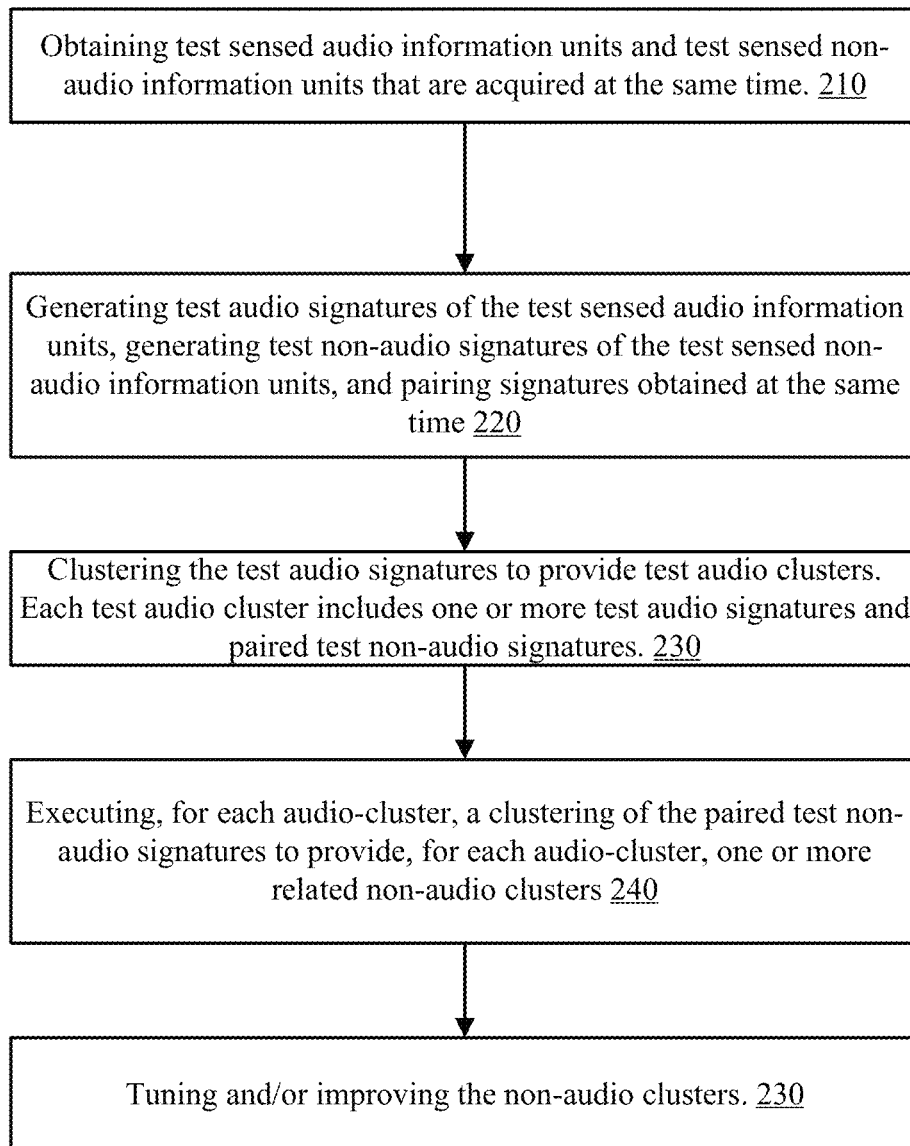 Obtaining test sensed audio information units and test sensed non-
audio information units that are acquired at the same time. 210
Generating test audio signatures of the test sensed audio information
units, generating test non-audio signatures of the test sensed non-
audio information units, and pairing signatures obtained at the same
time 220
Clustering the test audio signatures to provide test audio clusters.
Each test audio cluster includes one or more test audio signatures and
paired test non-audio signatures. 230
Executing, for each audio-cluster, a clustering of the paired test non-
audio signatures to provide, for each audio-cluster, one or more
related non-audio clusters 240
Tuning and/or improving the non-audio clusters. 230